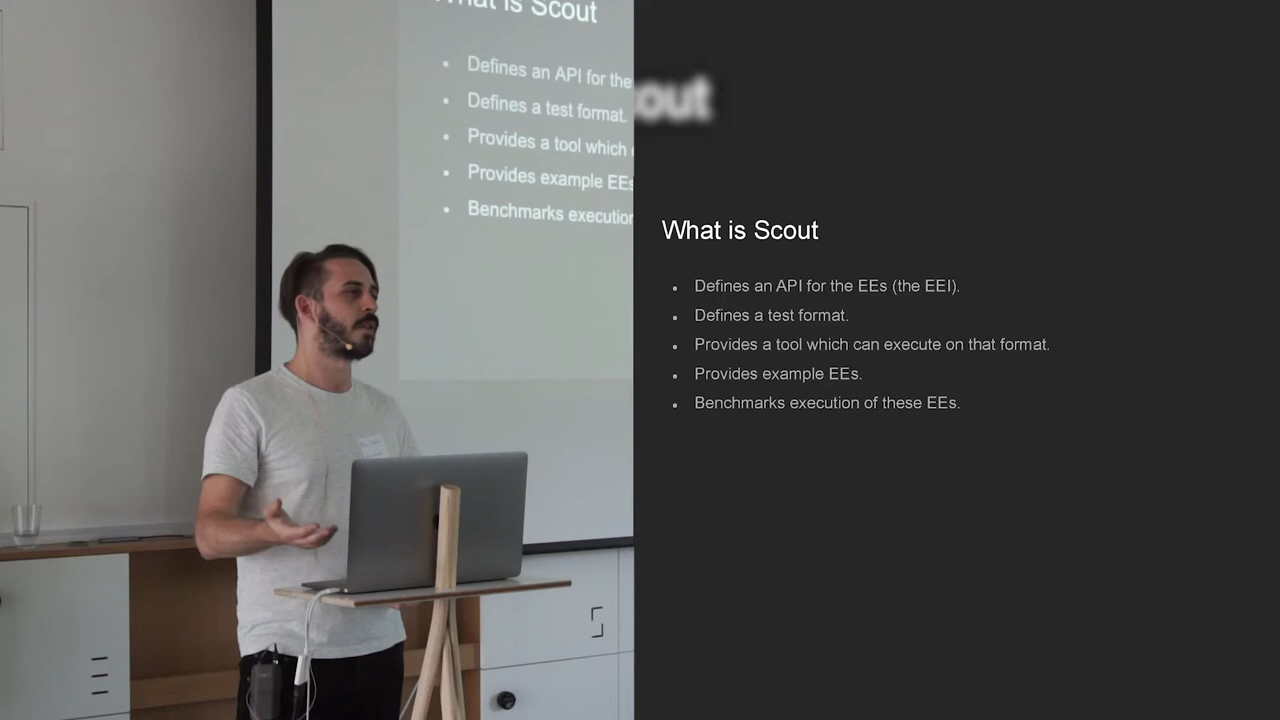 What is Scout
Defines an API for the
Defines a test format.
Provides a tool which
Provides example EEs
Benchmarks execution
out
What is Scout
Defines an API for the EEs (the EEI).
Defines a test format.
Provides a tool which can execute on that format.
Provides example EEs.
Benchmarks execution of these EEs.